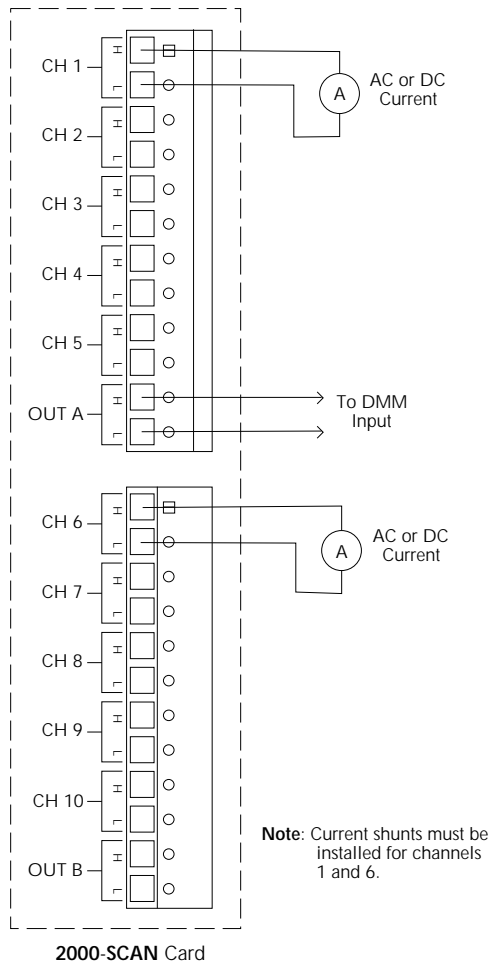 CH 1
H
L
A
AC or DC
Current
CH 2
H
L
CH 3
H
L
CH 4
H
L
CH 5
H
L
OUT A
H
L
To DMM
Input
CH 6
H
L
A
AC or DC
Current
CH 7
H
L
CH 8
H
L
CH 9
H
L
CH 10
H
L
OUT B
H
L
Note: Current shunts must be
installed for channels
1 and 6.
2000-SCAN Card